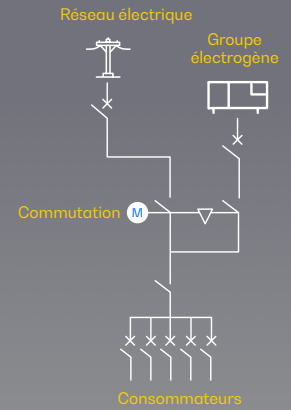 Réseau électrique
Groupe
électrogène
Commutation M
Consommateurs